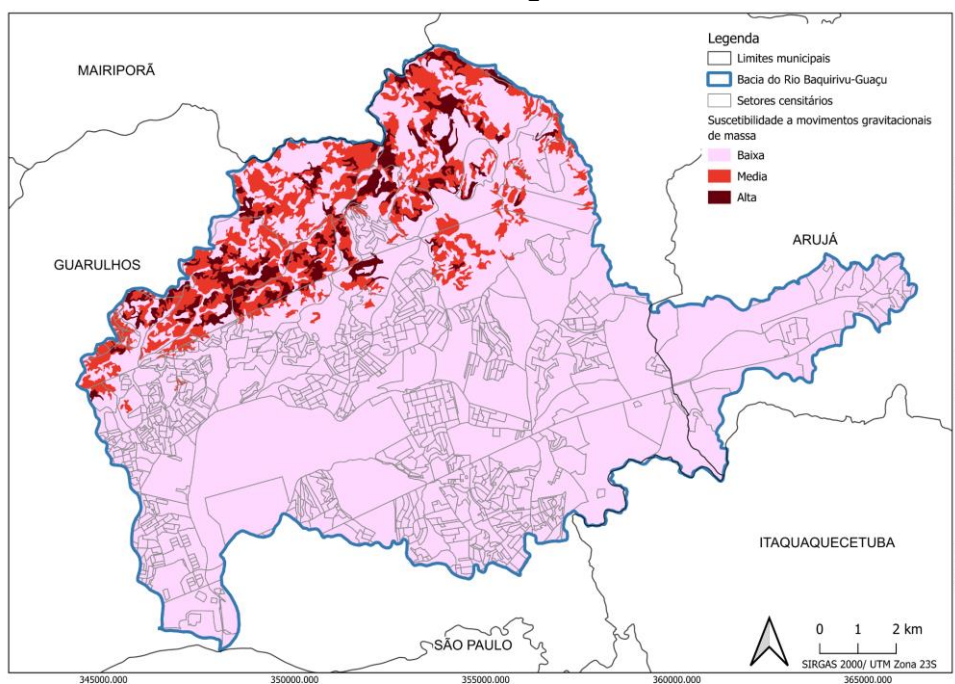 MAIRIPORÃ
Legenda
Limites municipais
Bacia do Rio Baquirivu-Guaçu
Setores censitários
Suscetibilidade a movimentos gravitacionais
de massa
Baixa
Media
Alta
ARUJÁ
GUARULHOS
ITAQUAQUECETUBA
SÃO PAULO
0 1 2 km
SIRGAS 2000/ UTM Zona 23S
345000.000 350000.000 355000.000 360000.000 365000.000